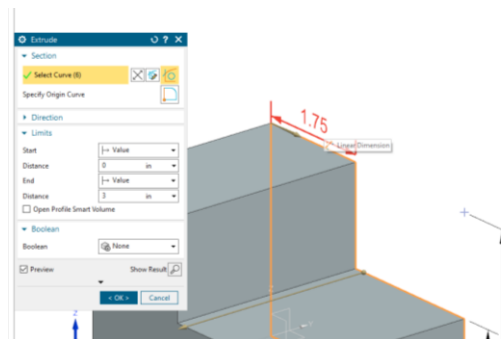 Extrude
Section
Select Curve (6)
Specify Origin Curve
Direction
Limits
Start
Value
Distance
0
in
End
Value
Distance
3
in
Open Profile Smart Volume
Boolean
Boolean
None
Preview
Show Result
< OK >
Cancel
1.75
Linear Dimension
Z